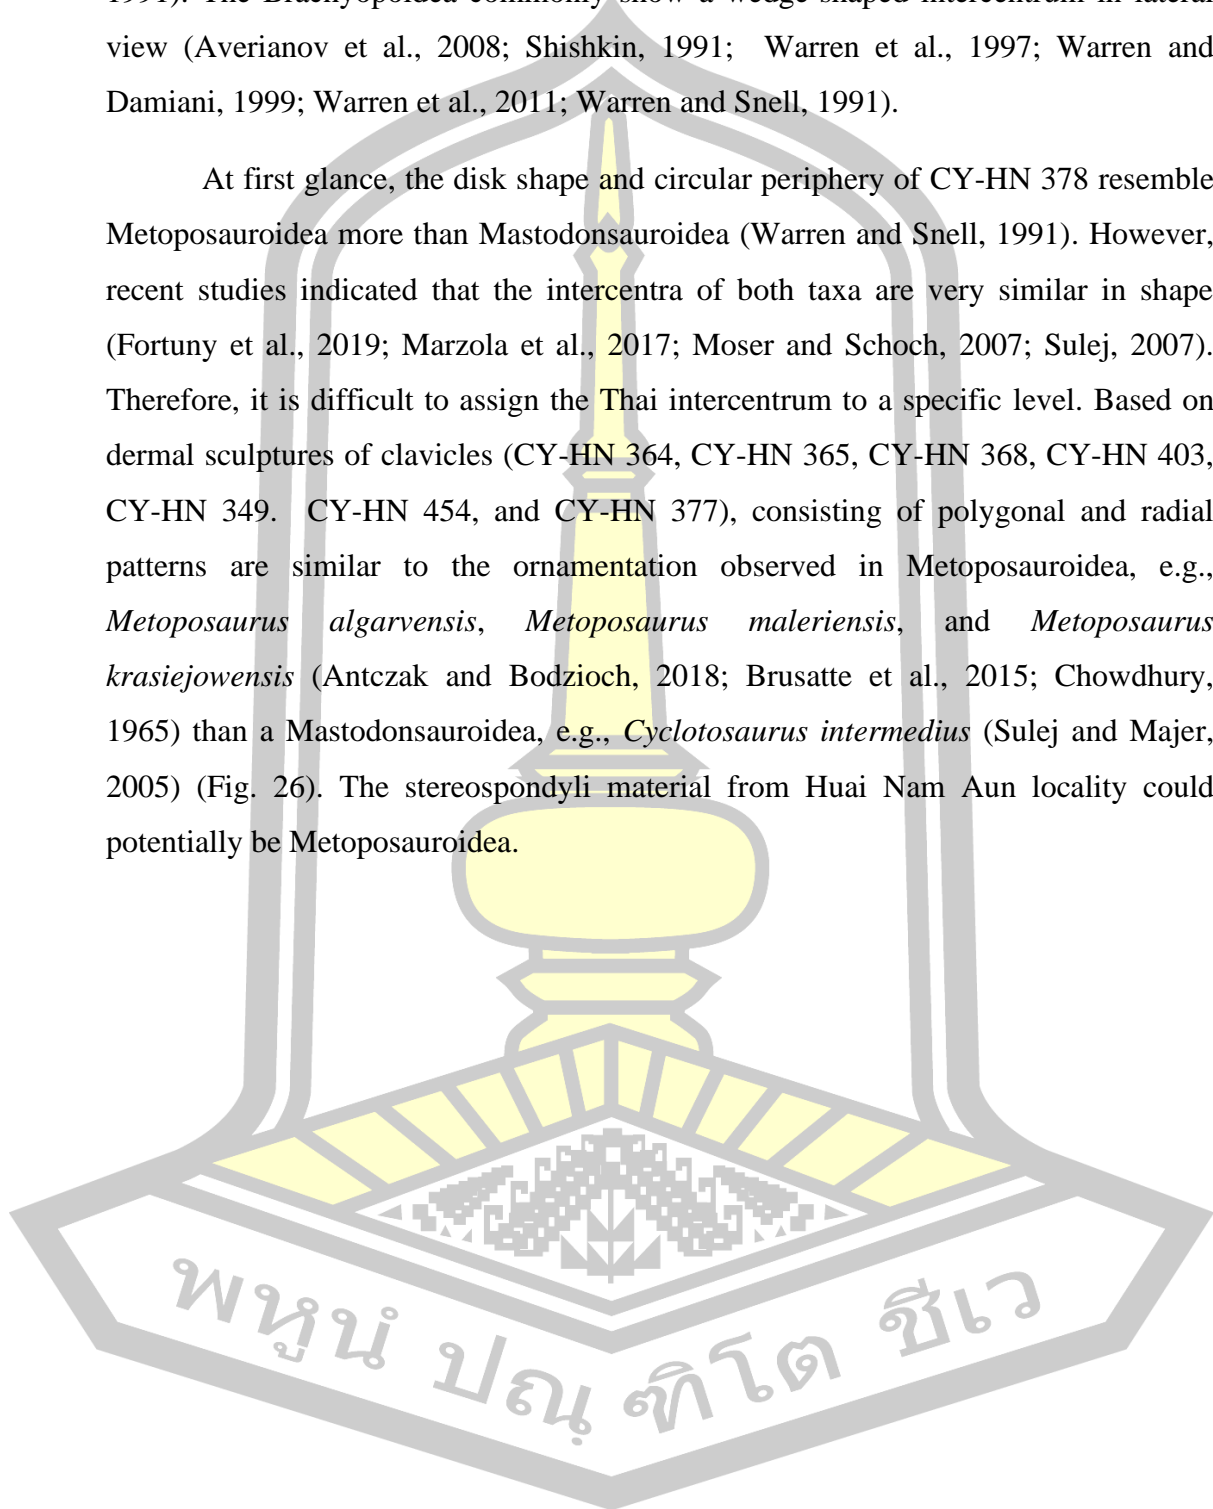 1991). The Brachyopoidea commonly show a wedge-shaped intercentrum in lateral
view (Averianov et al., 2008; Shishkin, 1991; Warren et al., 1997; Warren and
Damiani, 1999; Warren et al., 2011; Warren and Snell, 1991).
At first glance, the disk shape and circular periphery of CY-HN 378 resemble
Metoposauroidea more than Mastodonsauroidea (Warren and Snell, 1991). However,
recent studies indicated that the intercentra of both taxa are very similar in shape
(Fortuny et al., 2019; Marzola et al., 2017; Moser and Schoch, 2007; Sulej, 2007).
Therefore, it is difficult to assign the Thai intercentrum to a specific level. Based on
dermal sculptures of clavicles (CY-HN 364, CY-HN 365, CY-HN 368, CY-HN 403,
CY-HN 349. CY-HN 454, and CY-HN 377), consisting of polygonal and radial
patterns are similar to the ornamentation observed in Metoposauroidea, e.g.,
Metoposaurus algarvensis, Metoposaurus maleriensis, and Metoposaurus
krasiejowensis (Antczak and Bodzioch, 2018; Brusatte et al., 2015; Chowdhury,
1965) than a Mastodonsauroidea, e.g., Cyclotosaurus intermedius (Sulej and Majer,
2005) (Fig. 26). The stereospondyli material from Huai Nam Aun locality could
potentially be Metoposauroidea.
พหูนํ ปณฺฑิโต ชีเว